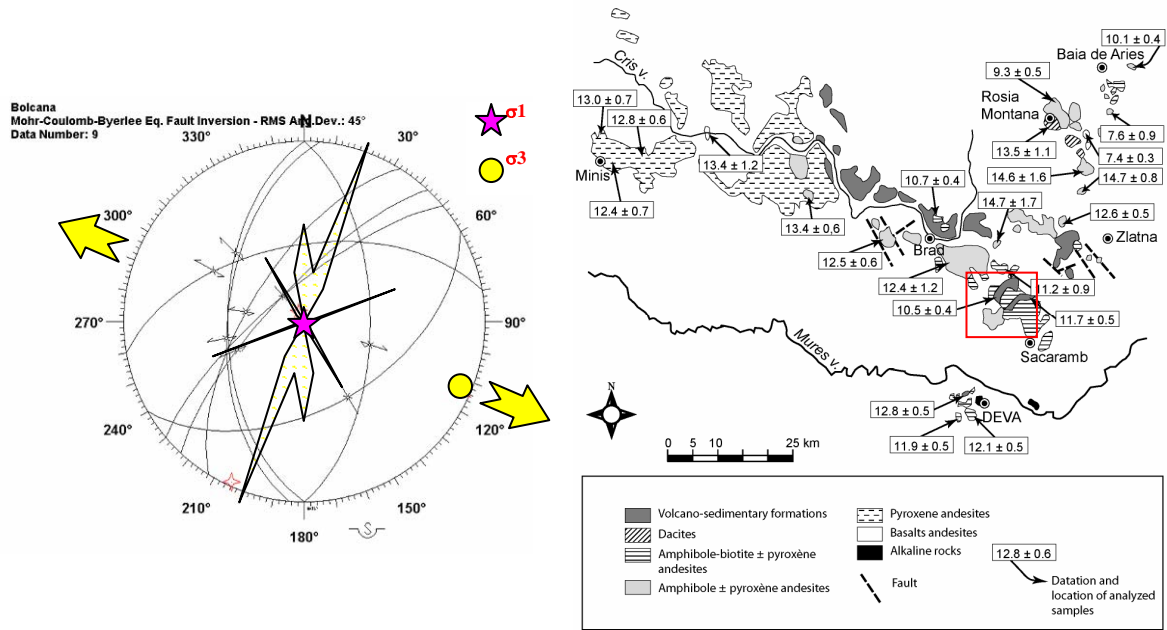 Bolcana
Mohr-Coulomb-Byerlee Eq. Fault Inversion - RMS Ang.Dev.: 45°
Data Number: 9
N
30°
60°
90°
120°
150°
180°
210°
240°
270°
300°
330°
S
σ1
σ3
Cris v.
10.1 ± 0.4
Baia de Aries
9.3 ± 0.5
Rosia
Montana
13.0 ± 0.7
12.8 ± 0.6
7.6 ± 0.9
7.4 ± 0.3
13.5 ± 1.1
13.4 ± 1.2
Minis
14.6 ± 1.6
14.7 ± 0.8
10.7 ± 0.4
14.7 ± 1.7
12.4 ± 0.7
13.4 ± 0.6
12.6 ± 0.5
Zlatna
Brad
12.5 ± 0.6
12.4 ± 1.2
11.2 ± 0.9
10.5 ± 0.4
11.7 ± 0.5
Sacaramb
Mures v.
N
12.8 ± 0.5
DEVA
11.9 ± 0.5
12.1 ± 0.5
0 5 10 25 km
Volcano-sedimentary formations
Dacites
Amphibole-biotite ± pyroxène
andesites
Amphibole ± pyroxène andesites
Pyroxene andesites
Basalts andesites
Alkaline rocks
Fault
12.8 ± 0.6
Datation and
location of analyzed
samples